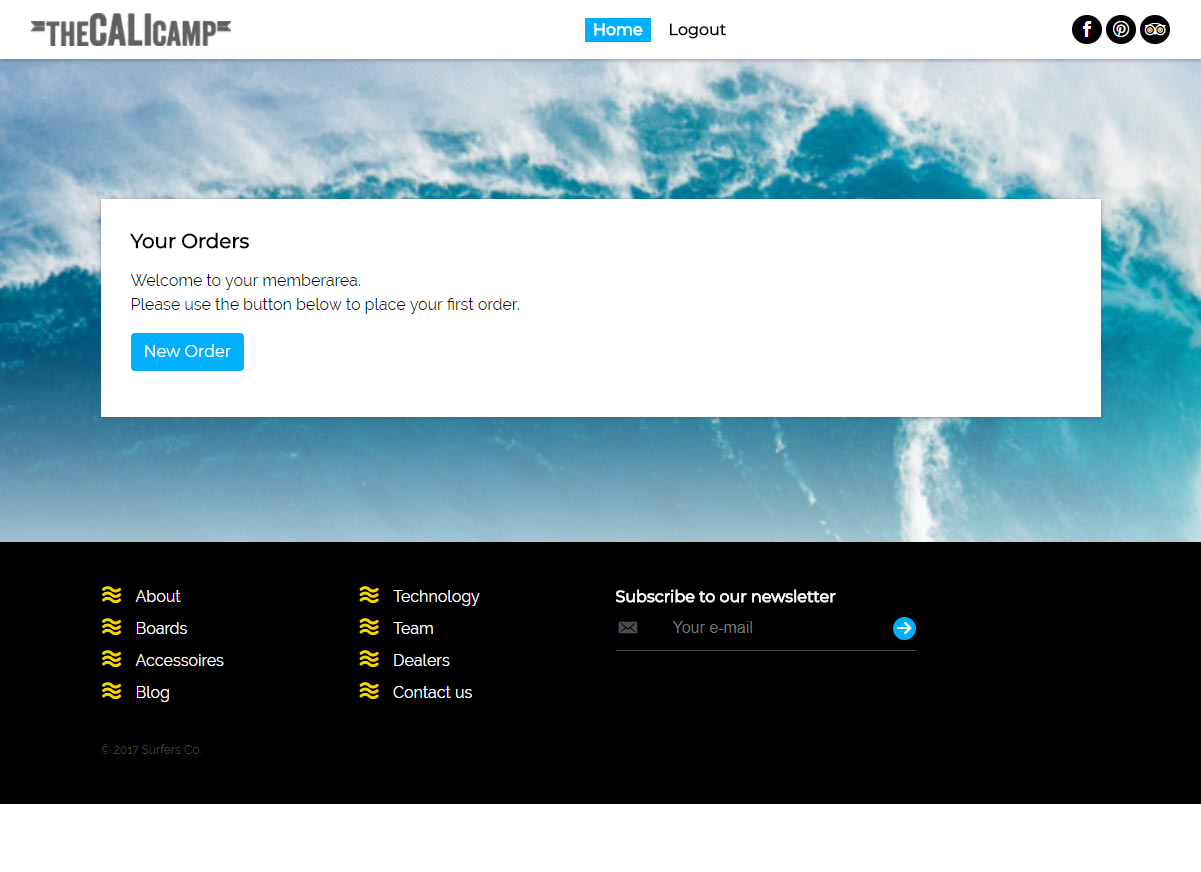 THECALICAMP
Home
Logout
Your Orders
Welcome to your memberarea.
Please use the button below to place your first order.
New Order
About
Boards
Accessoires
Blog
Technology
Team
Dealers
Contact us
Subscribe to our newsletter
Your e-mail
© 2017 Surfers Co.